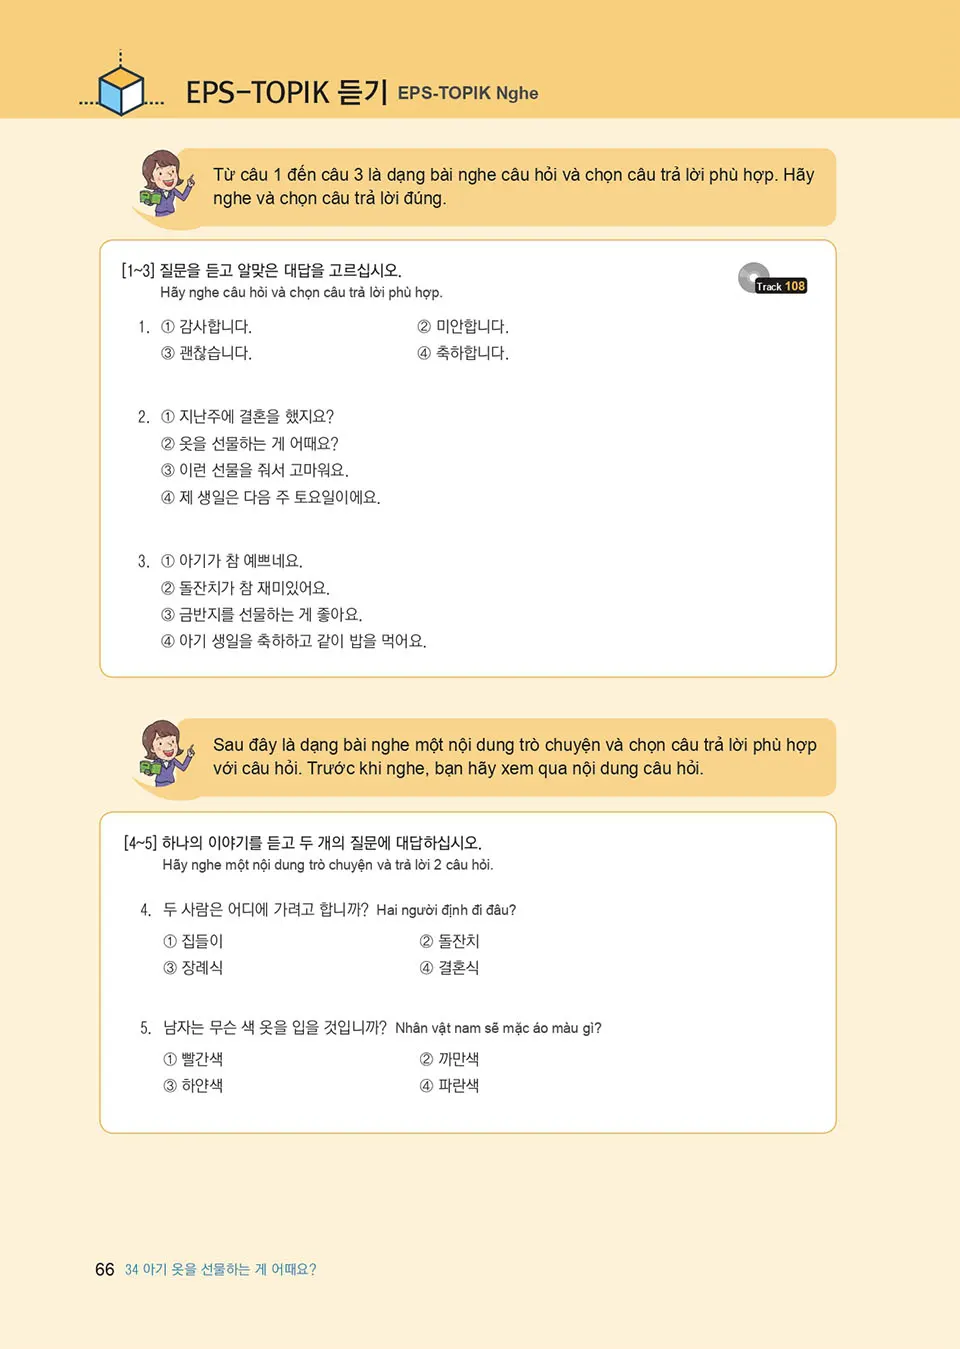 EPS-TOPIK 듣기 EPS-TOPIK Nghe
Từ câu 1 đến câu 3 là dạng bài nghe câu hỏi và chọn câu trả lời phù hợp. Hãy
nghe và chọn câu trả lời đúng.
[1~3] 질문을 듣고 알맞은 대답을 고르십시오.
Hãy nghe câu hỏi và chọn câu trả lời phù hợp.
Track 108
1. ① 감사합니다. ② 미안합니다.
③ 괜찮습니다. ④ 축하합니다.
2. ① 지난주에 결혼을 했지요?
② 옷을 선물하는 게 어때요?
③ 이런 선물을 줘서 고마워요.
④ 제 생일은 다음 주 토요일이에요.
3. ① 아기가 참 예쁘네요.
② 돌잔치가 참 재미있어요.
③ 금반지를 선물하는 게 좋아요.
④ 아기 생일을 축하하고 같이 밥을 먹어요.
Sau đây là dạng bài nghe một nội dung trò chuyện và chọn câu trả lời phù hợp
với câu hỏi. Trước khi nghe, bạn hãy xem qua nội dung câu hỏi.
[4~5] 하나의 이야기를 듣고 두 개의 질문에 대답하십시오.
Hãy nghe một nội dung trò chuyện và trả lời 2 câu hỏi.
4. 두 사람은 어디에 가려고 합니까? Hai người định đi đâu?
① 집들이 ② 돌잔치
③ 장례식 ④ 결혼식
5. 남자는 무슨 색 옷을 입을 것입니까? Nhân vật nam sẽ mặc áo màu gì?
① 빨간색 ② 까만색
③ 하얀색 ④ 파란색
66 34 아기 옷을 선물하는 게 어때요?